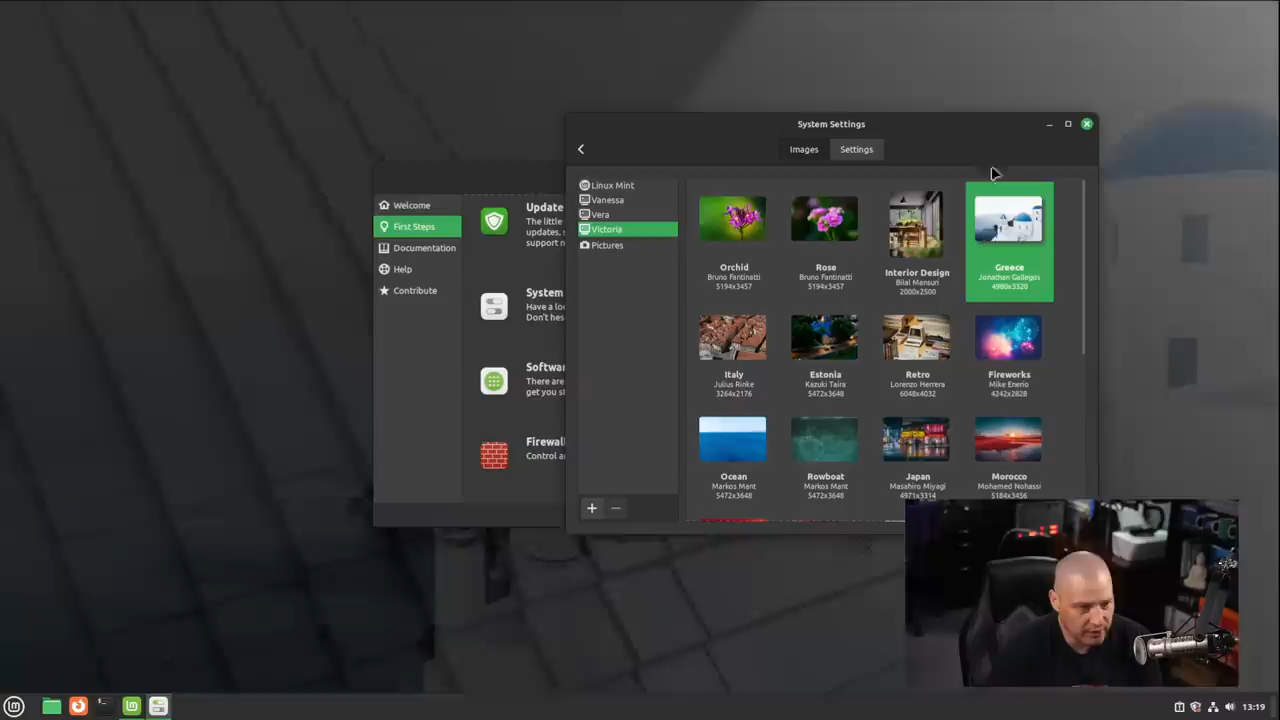 System Settings
Images
Settings
Linux Mint
Vanessa
Vera
Victoria
Pictures
Welcome
First Steps
Documentation
Help
Contribute
Update
The little
updates, s
support n
System
Have a loo
Don't hes
Softwar
There are
get you st
Firewall
Control a
Orchid
Bruno Fantinatti
5194x3457
Rose
Bruno Fantinatti
5194x3457
Interior Design
Bilal Mansuri
2000x2500
Greece
Jonathan Gallegos
4980x3320
Italy
Julius Rinke
3264x2176
Estonia
Kazuki Taira
5472x3648
Retro
Lorenzo Herrera
6048x4032
Fireworks
Mike Enerio
4242x2828
Ocean
Markos Mant
5472x3648
Rowboat
Markos Mant
5472x3648
Japan
Masahiro Miyagi
4971x3314
Morocco
Mohamed Nohassi
5184x3456
13:19